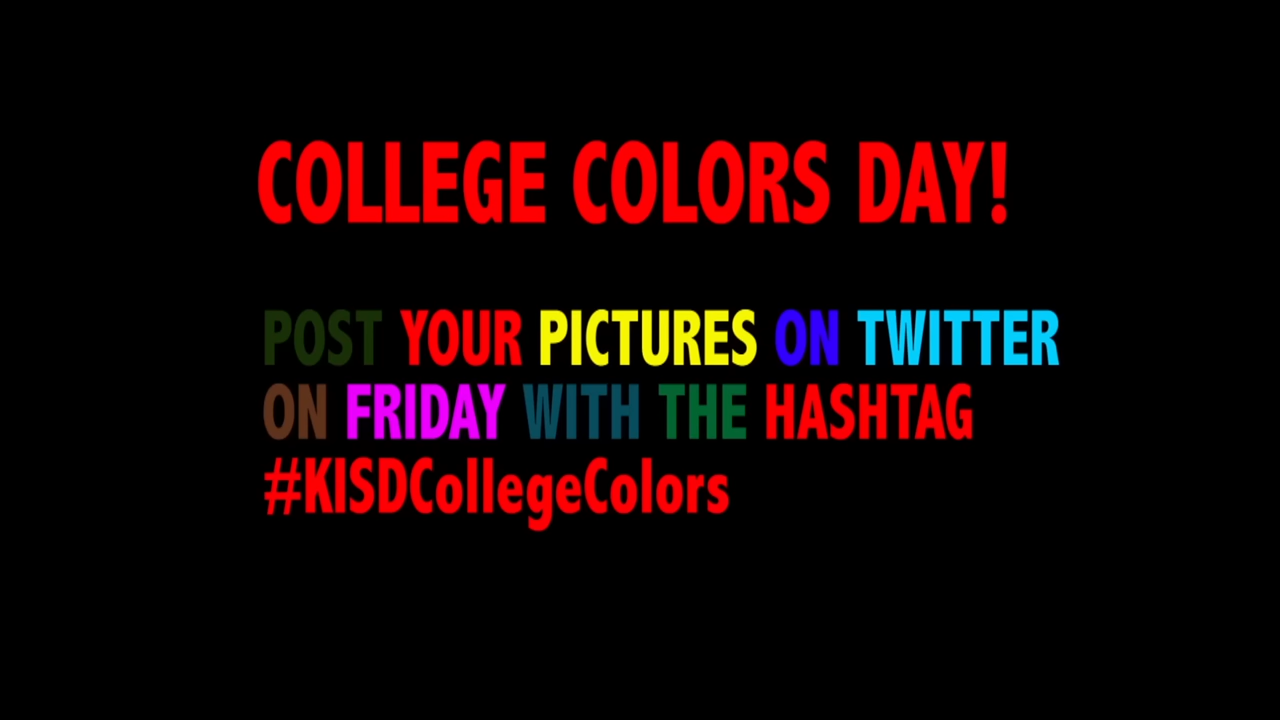 COLLEGE COLORS DAY!
POST YOUR PICTURES ON TWITTER
ON FRIDAY WITH THE HASHTAG
#KISDCollegeColors